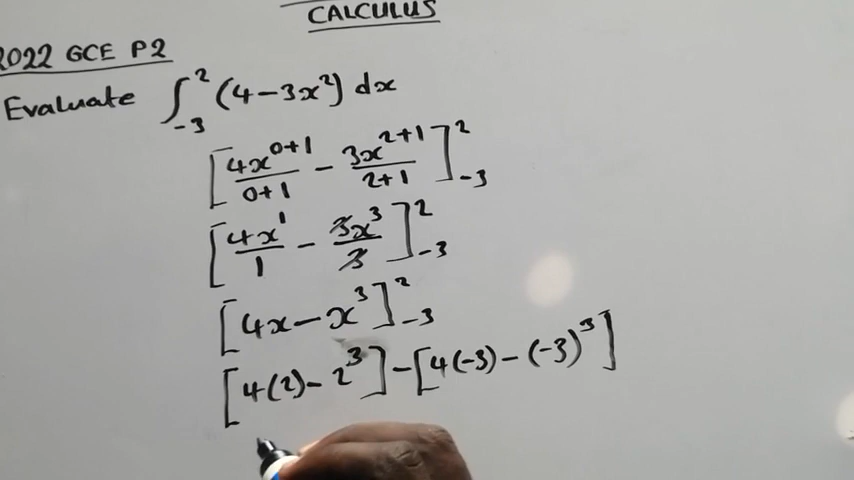 CALCULUS
2022 GCE P2
Evaluate ∫₋₃² (4 – 3x²) dx
[4x⁰⁺¹/0+1 – 3x²⁺¹/2+1]₋₃²
[4x¹/1 – 3x³/3]₋₃²
[4x – x³]₋₃²
[4(2) – 2³] – [4(-3) – (-3)³]